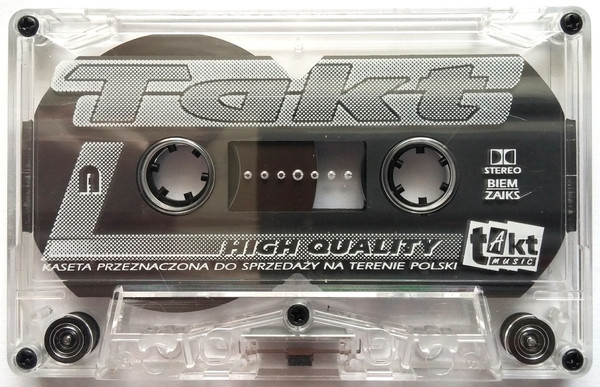 Takt
A
STEREO
BIEM
ZAIKS
HIGH QUALITY
tAkt
MUSIC
KASETA PRZEZNACZONA DO SPRZEDAŻY NA TERENIE POLSKI